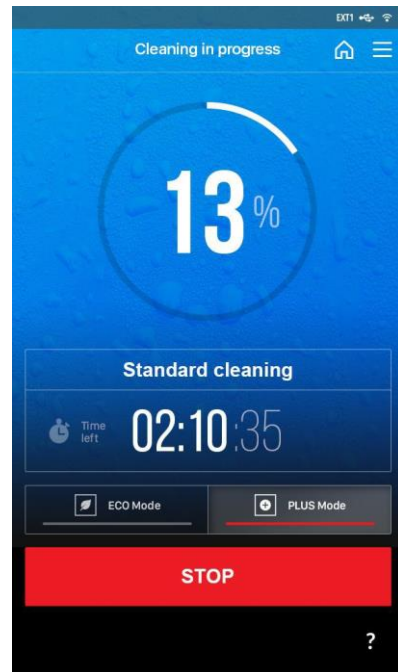 EXT1
Cleaning in progress
13%
Standard cleaning
Time left
02:10:35
ECO Mode
PLUS Mode
STOP
?